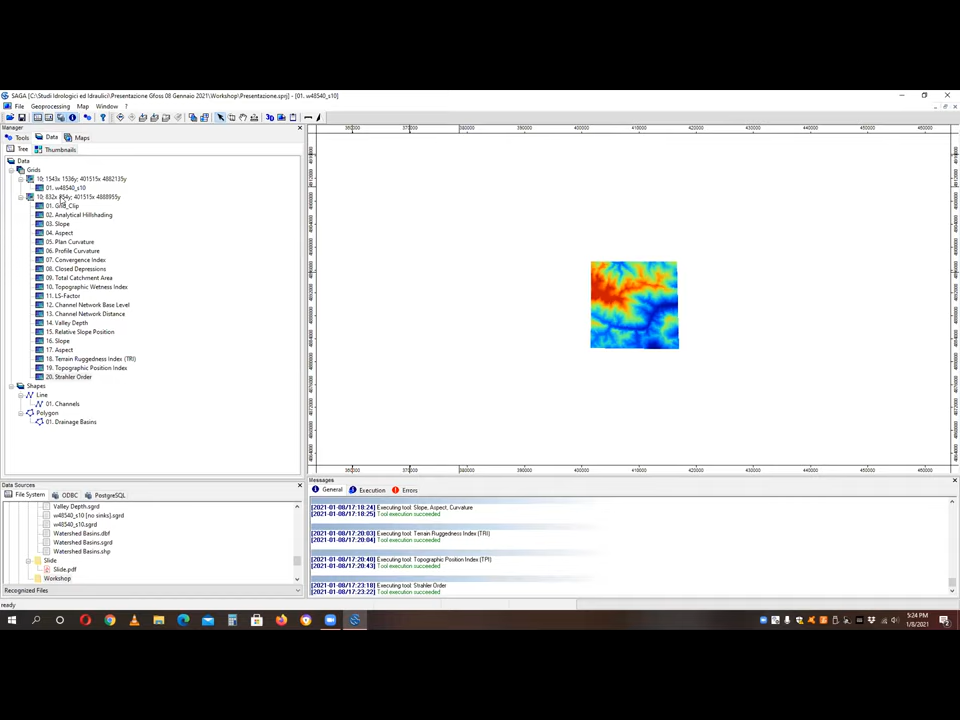 SAGA [C:\Studi Idrologici ed Idraulici\Presentazione Gfoss 08 Gennaio 2021\Workshop\Presentazione.sprj] - [01. w48540_s10]
File Geoprocessing Map Window ?
Manager
Tools Data Maps
Tree Thumbnails
Data
Grids
10; 1543x 1536y; 401515x 4882135y
01. w48540_s10
10; 832x 854y; 401515x 4888955y
01. Grid_Clip
02. Analytical Hillshading
03. Slope
04. Aspect
05. Plan Curvature
06. Profile Curvature
07. Convergence Index
08. Closed Depressions
09. Total Catchment Area
10. Topographic Wetness Index
11. LS-Factor
12. Channel Network Base Level
13. Channel Network Distance
14. Valley Depth
15. Relative Slope Position
16. Slope
17. Aspect
18. Terrain Ruggedness Index (TRI)
19. Topographic Position Index
20. Strahler Order
Shapes
Line
01. Channels
Polygon
01. Drainage Basins
Data Sources
File System ODBC PostgreSQL
Valley Depth.sgrd
w48540_s10 [no sinks].sgrd
w48540_s10.sgrd
Watershed Basins.dbf
Watershed Basins.sgrd
Watershed Basins.shp
Slide
Slide.pdf
Workshop
Recognized Files
ready
Messages
General Execution Errors
[2021-01-08/17:18:24] Executing tool: Slope, Aspect, Curvature
[2021-01-08/17:18:25] Tool execution succeeded
[2021-01-08/17:20:03] Executing tool: Terrain Ruggedness Index (TRI)
[2021-01-08/17:20:04] Tool execution succeeded
[2021-01-08/17:20:40] Executing tool: Topographic Position Index (TPI)
[2021-01-08/17:20:43] Tool execution succeeded
[2021-01-08/17:23:18] Executing tool: Strahler Order
[2021-01-08/17:23:22] Tool execution succeeded
5:24 PM
1/8/2021